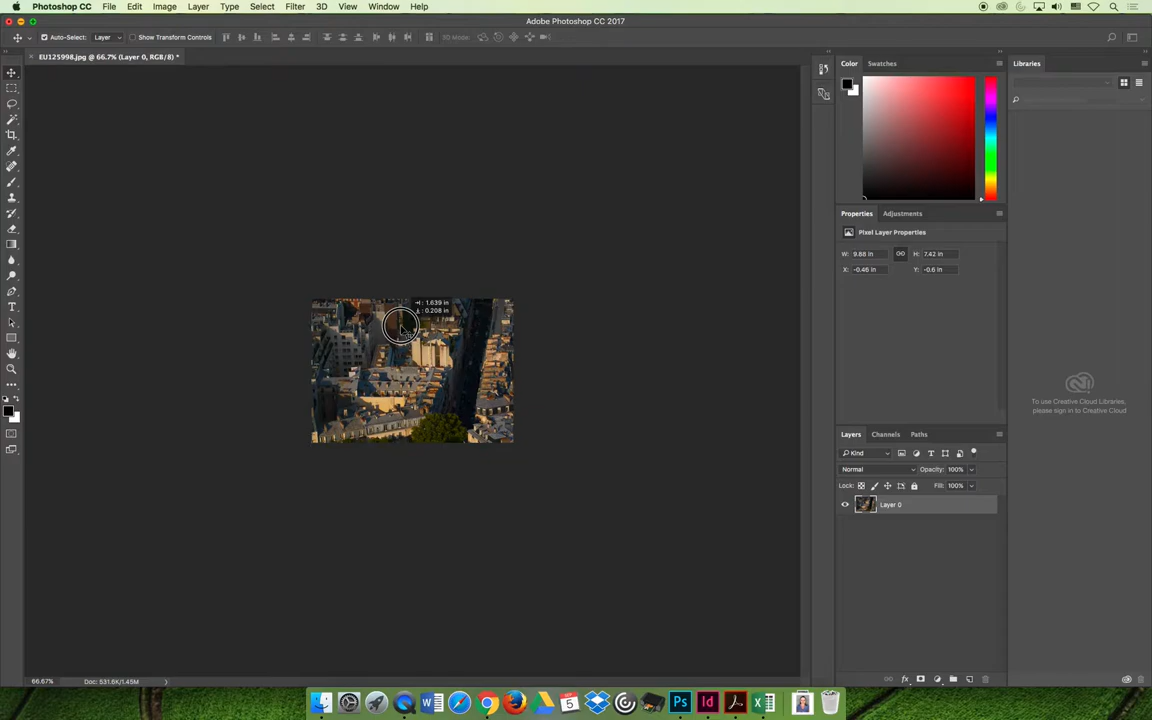 Photoshop CC File Edit Image Layer Type Select Filter 3D View Window Help
Adobe Photoshop CC 2017
Auto-Select: Layer Show Transform Controls 3D Mode:
EU125998.jpg @ 66.7% (Layer 0, RGB/8) *
Color Swatches
Libraries
: 1.639 in
: 0.208 in
Properties Adjustments
Pixel Layer Properties
W: 9.88 in H: 7.42 in
X: -0.46 in Y: -0.6 in
To use Creative Cloud Libraries,
please sign in to Creative Cloud
Layers Channels Paths
Kind
Normal Opacity: 100%
Lock: Fill: 100%
Layer 0
66.67% Doc: 531.6K/1.45M
W
5
Ps Id X